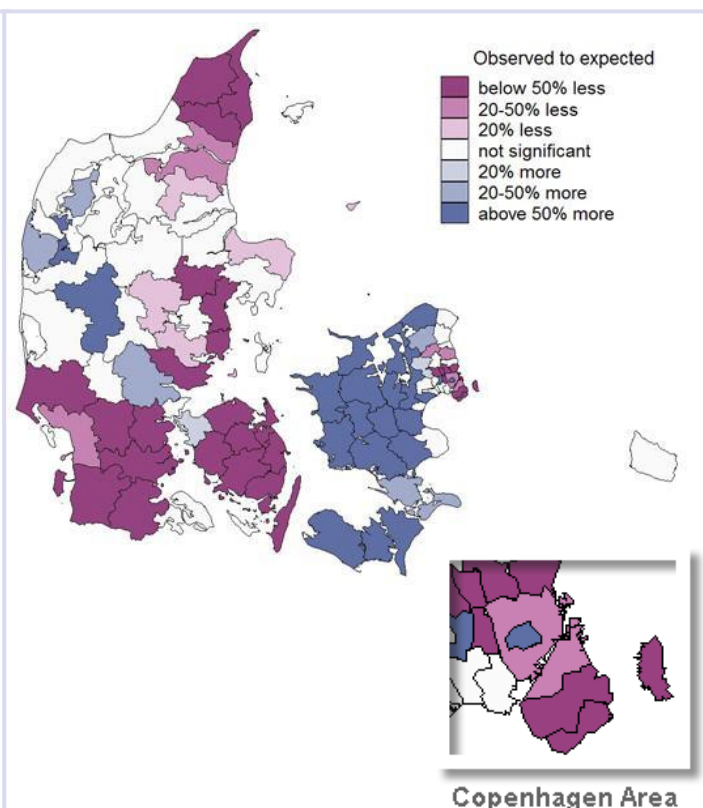 Observed to expected
below 50% less
20-50% less
20% less
not significant
20% more
20-50% more
above 50% more
Copenhagen Area